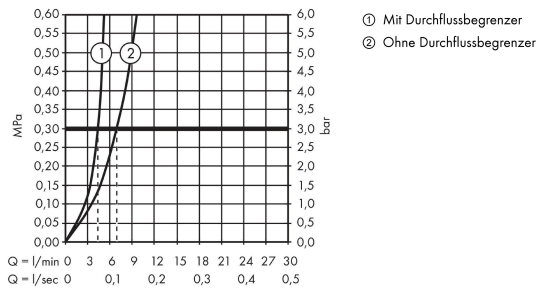 0,60 6,0 ① Mit Durchflussbegrenzer
0,55 5,5 ② Ohne Durchflussbegrenzer
0,50 1 2 5,0
0,45 4,5
0,40 4,0
0,35 3,5
MPa 0,30 3,0 bar
0,25 2,5
0,20 2,0
0,15 1,5
0,10 1,0
0,05 0,5
0,00 0,0
Q = l/min 0 3 6 9 12 15 18 21 24 27 30
Q = l/sec 0 0,1 0,2 0,3 0,4 0,5